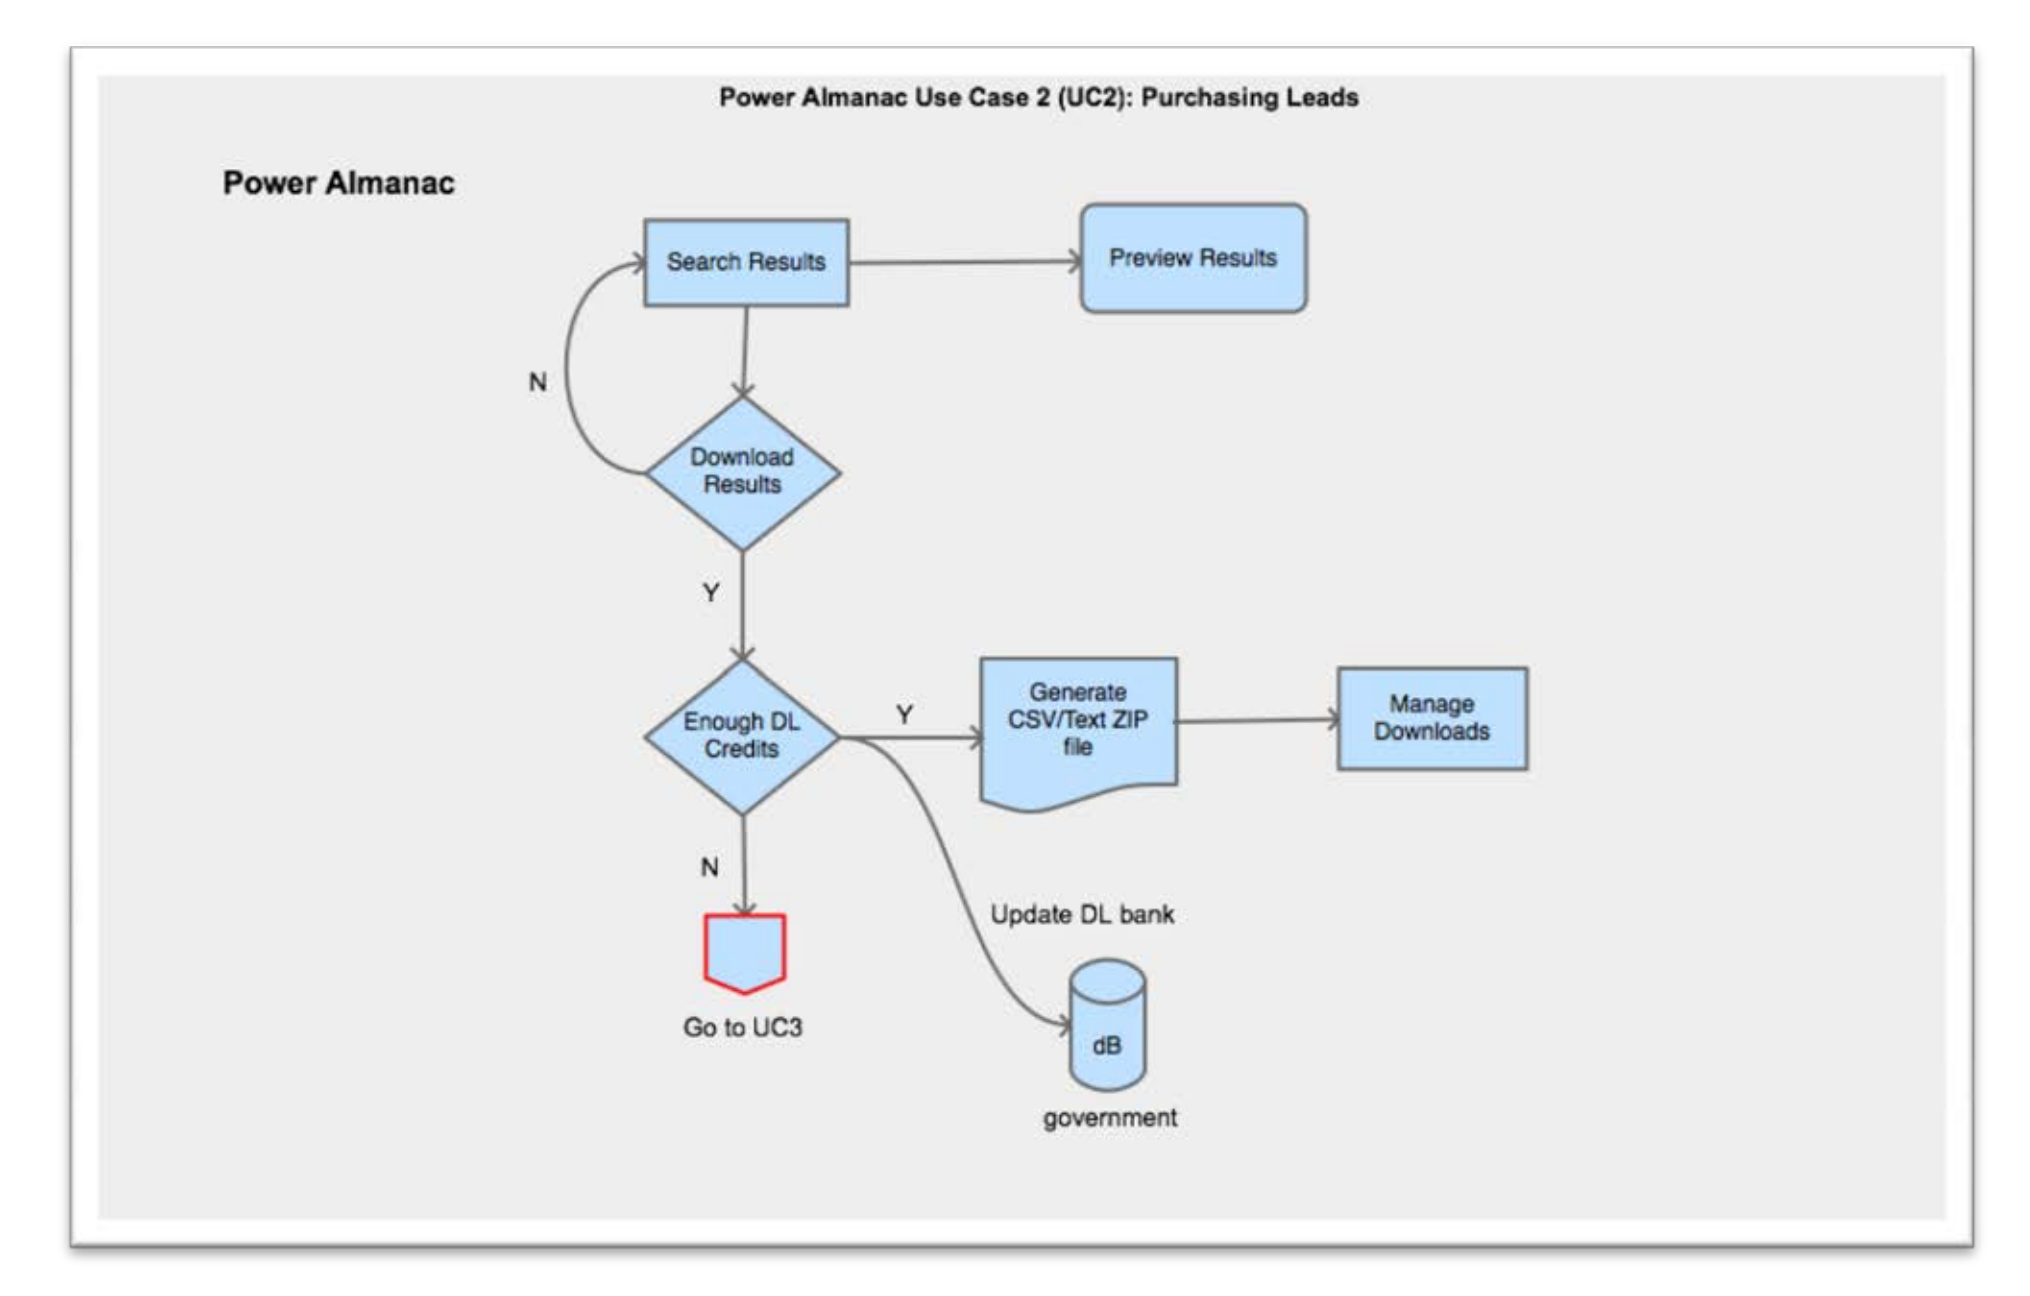 Power Almanac Use Case 2 (UC2): Purchasing Leads
Power Almanac
Search Results
Preview Results
N
Download
Results
Y
Enough DL
Credits
Y
Generate
CSV/Text ZIP
file
Manage
Downloads
N
Update DL bank
Go to UC3
dB
government